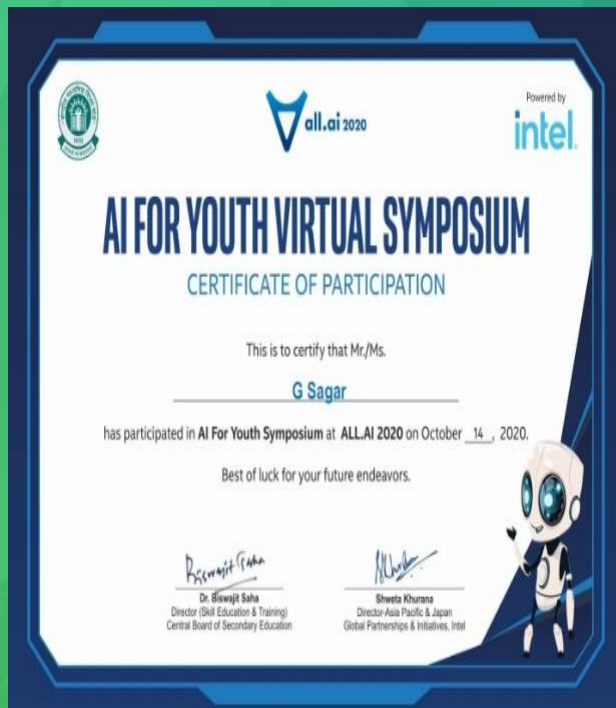 all.ai 2020
Powered by
intel.
AI FOR YOUTH VIRTUAL SYMPOSIUM
CERTIFICATE OF PARTICIPATION
This is to certify that Mr./Ms.
G Sagar
has participated in AI For Youth Symposium at ALL.AI 2020 on October 14, 2020.
Best of luck for your future endeavors.
Biswajit Saha
Dr. Biswajit Saha
Director (Skill Education & Training)
Central Board of Secondary Education
Shweta Khurana
Director-Asia Pacific & Japan
Global Partnerships & Initiatives, Intel